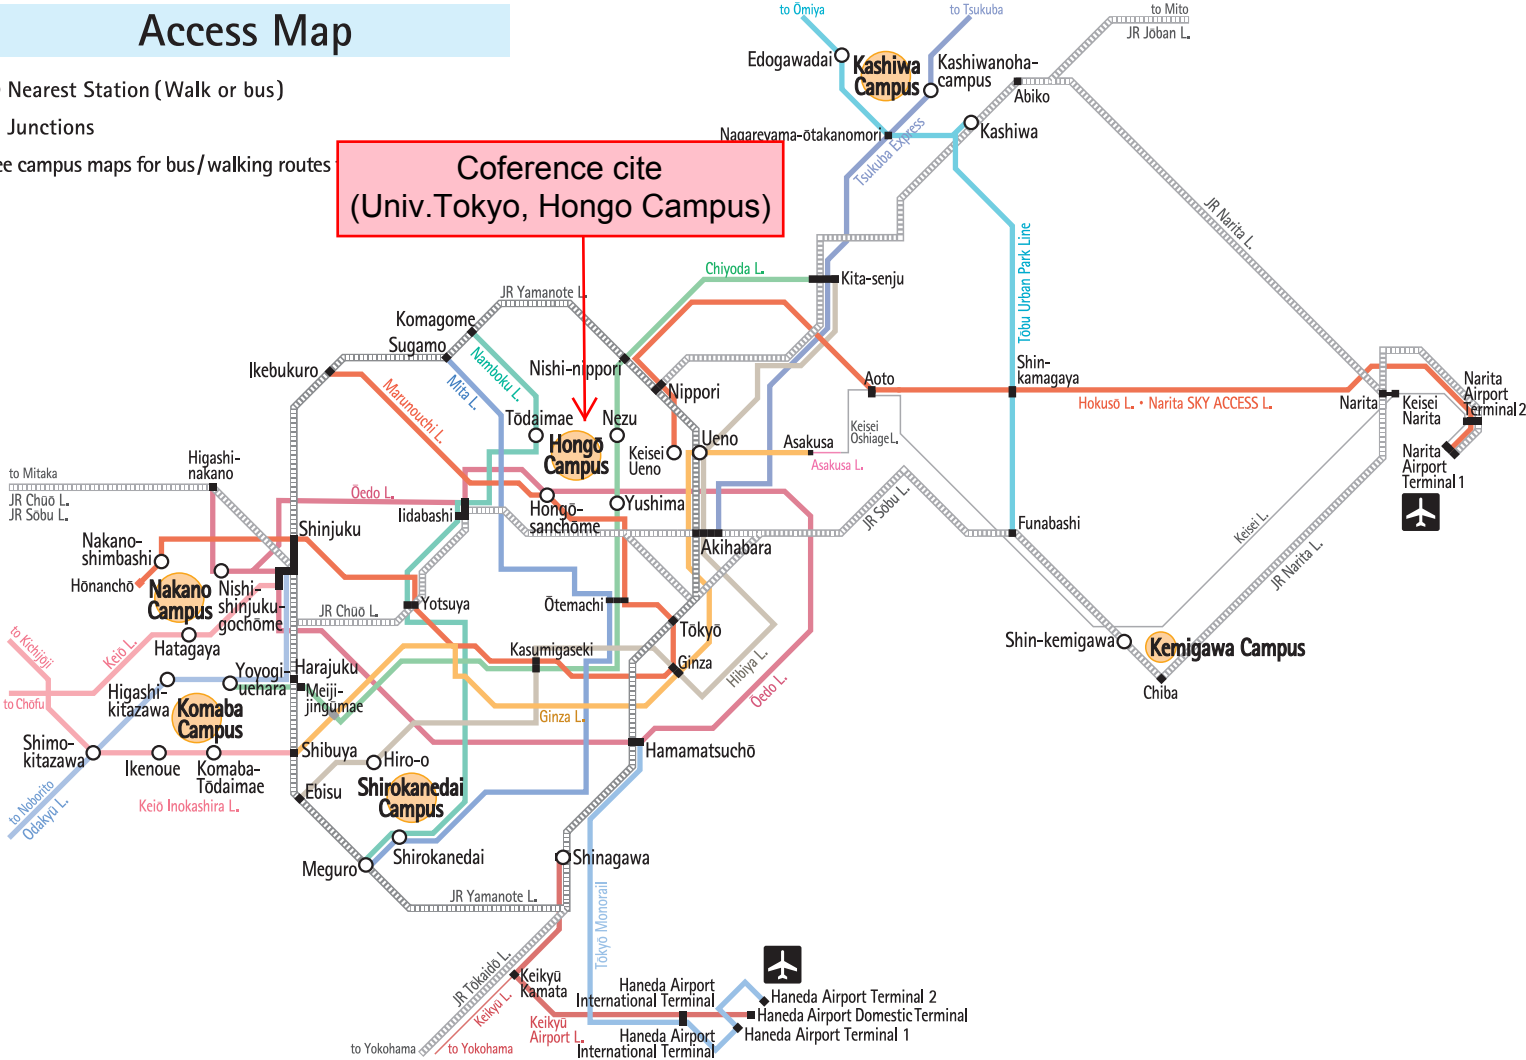 Access Map
Nearest Station (Walk or bus)
Junctions
ee campus maps for bus/walking routes
Coference cite
(Univ.Tokyo, Hongo Campus)
to Ōmiya
to Tsukuba
to Mito
JR Jōban L.
Edogawadai
Kashiwa
Campus
Kashiwanoha-
campus
Abiko
Nagareyama-ōtakanomori
Kashiwa
Tsukuba Express
JR Narita L.
Tōbu Urban Park Line
Chiyoda L.
Kita-senju
JR Yamanote L.
Komagome
Sugamo
Namboku L.
Nishi-nippori
Ikebukuro
Marunouchi L.
Mita L.
Nippori
Aoto
Shin-
kamagaya
Hokusō L. • Narita SKY ACCESS L.
Narita
Keisei
Narita
Narita
Airport
Terminal 2
Narita
Airport
Terminal 1
Tōdaimae
Nezu
Hongō
Campus
Keisei
Ueno
Ueno
Asakusa
Keisei
Oshiage L.
Asakusa L.
Higashi-
nakano
to Mitaka
JR Chūō L.
JR Sōbu L.
Ōedo L.
Iidabashi
Hongō-
sanchōme
Yushima
JR Sōbu L.
Funabashi
Keisei L.
JR Narita L.
Shinjuku
Akihabara
Nakano-
shimbashi
Hōnanchō
Nakano
Campus
Nishi-
shinjuku-
gochōme
JR Chūō L.
Yotsuya
Ōtemachi
Tōkyō
Kasumigaseki
Ginza
Hibiya L.
Ōedo L.
Shin-kemigawa
Kemigawa Campus
Chiba
to Kichijōji
Keiō L.
Hatagaya
to Chōfu
Higashi-
kitazawa
Yoyogi-
uehara
Harajuku
Meiji-
jingūmae
Komaba
Campus
Ginza L.
Shimo-
kitazawa
Ikenoue
Komaba-
Tōdaimae
Shibuya
Hiro-o
Hamamatsuchō
Keiō Inokashira L.
to Noborito
Odakyū L.
Ebisu
Shirokanedai
Campus
Meguro
Shirokanedai
Shinagawa
JR Yamanote L.
Tōkyō Monorail
JR Tōkaidō L.
Keikyū L.
Keikyū
Kamata
Keikyū
Airport L.
Haneda Airport
International Terminal
Haneda Airport
International Terminal
Haneda Airport Terminal 2
Haneda Airport Domestic Terminal
Haneda Airport Terminal 1
to Yokohama
to Yokohama